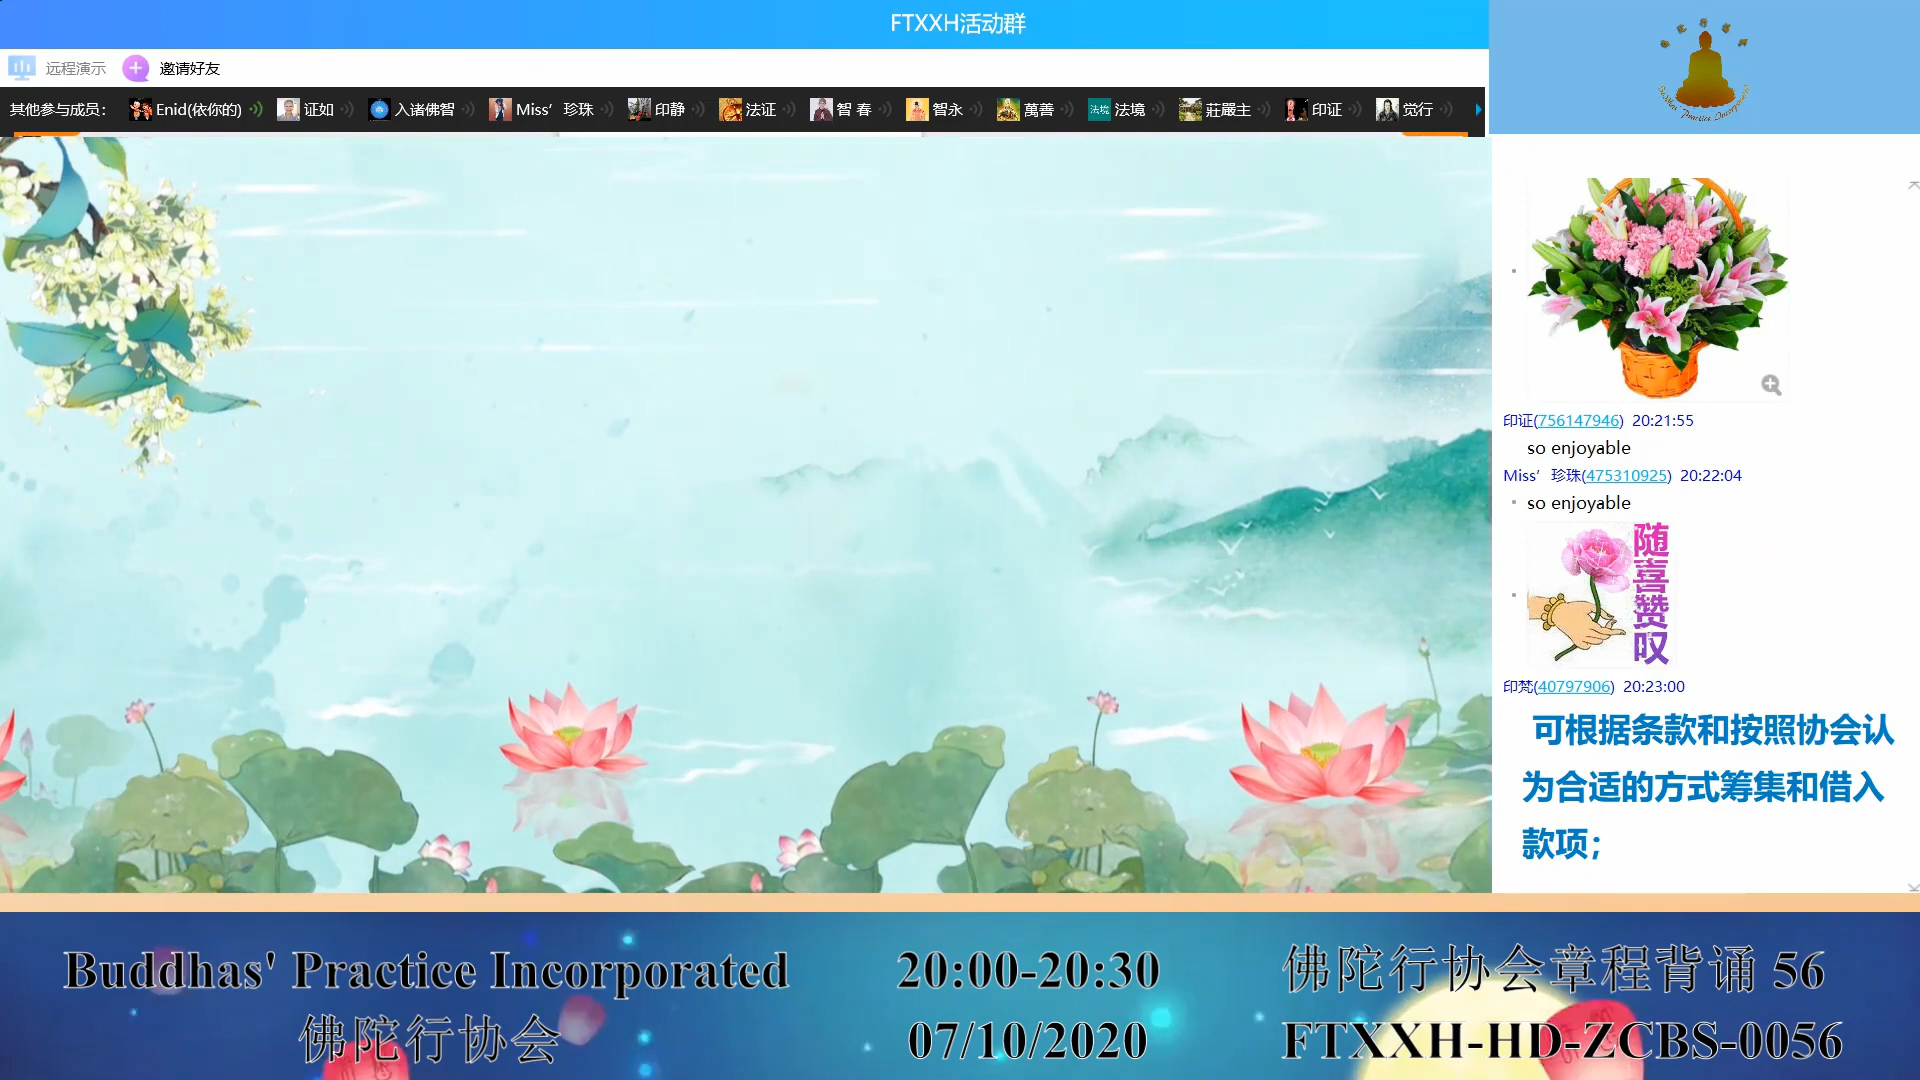 FTXXH活动群
远程演示 邀请好友
其他参与成员： Enid(依你的) 证如 入诸佛智 Miss’ 珍珠 印静 法证 智 春 智永 萬善 法境 法境 莊嚴主 印证 觉行
印证(756147946) 20:21:55
so enjoyable
Miss’ 珍珠(475310925) 20:22:04
so enjoyable
随喜赞叹
印梵(40797906) 20:23:00
可根据条款和按照协会认
为合适的方式筹集和借入
款项；
Buddhas' Practice Incorporated
佛陀行协会
20:00-20:30
07/10/2020
佛陀行协会章程背诵 56
FTXXH-HD-ZCBS-0056